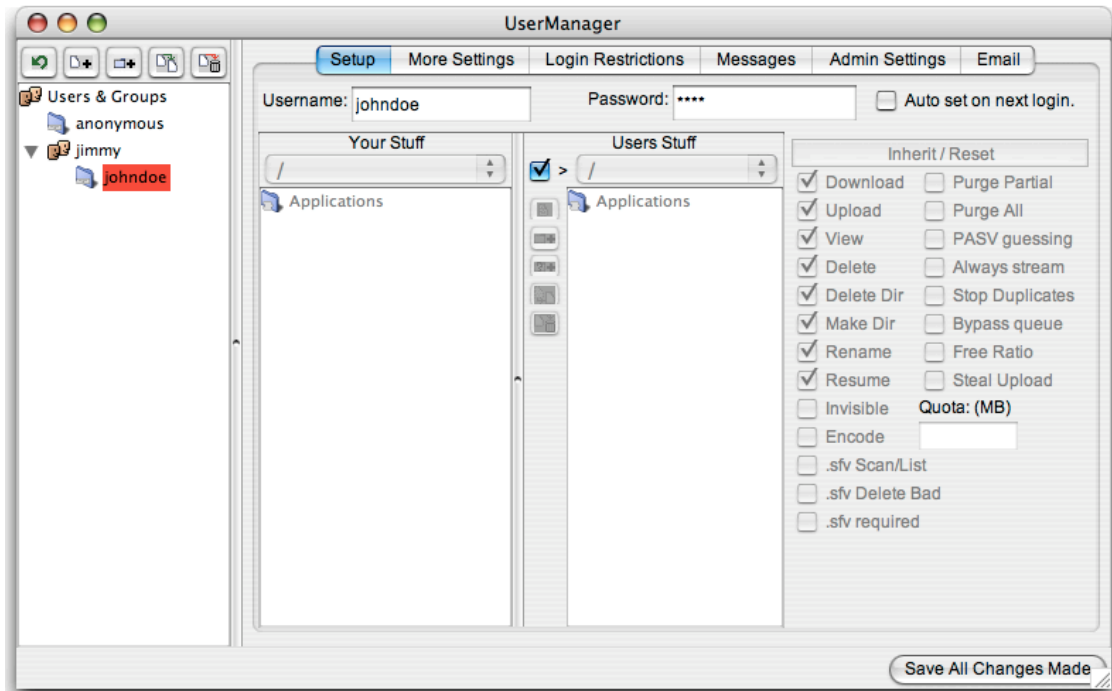 UserManager
Setup More Settings Login Restrictions Messages Admin Settings Email
Users & Groups
anonymous
jimmy
johndoe
Username: johndoe Password: **** Auto set on next login.
Your Stuff Users Stuff
/ > /
Applications Applications
Inherit / Reset
Download Purge Partial
Upload Purge All
View PASV guessing
Delete Always stream
Delete Dir Stop Duplicates
Make Dir Bypass queue
Rename Free Ratio
Resume Steal Upload
Invisible Quota: (MB)
Encode
.sfv Scan/List
.sfv Delete Bad
.sfv required
Save All Changes Made